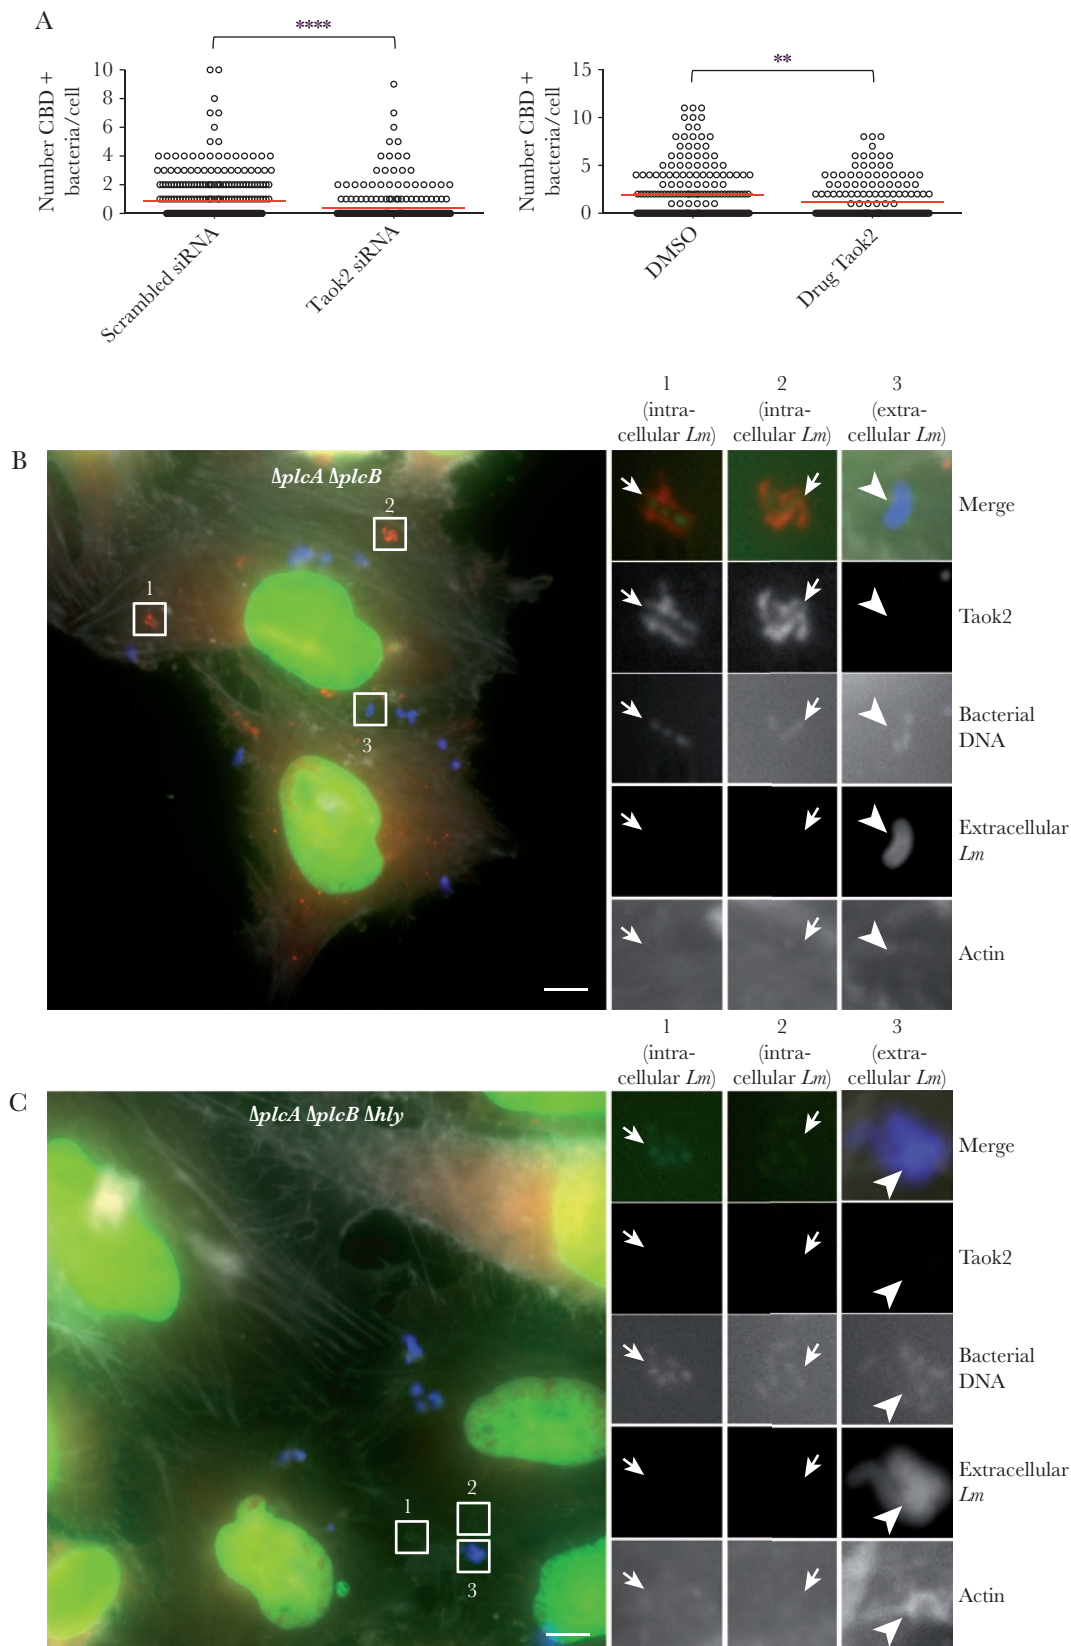 A
****
Number CBD +
bacteria/cell
10
8
6
4
2
0
Scrambled siRNA
Taok2 siRNA
**
Number CBD +
bacteria/cell
15
10
5
0
DMSO
Drug Taok2
B
ΔplcA ΔplcB
1
2
3
1
(intra-
cellular Lm)
2
(intra-
cellular Lm)
3
(extra-
cellular Lm)
Merge
Taok2
Bacterial
DNA
Extracellular
Lm
Actin
C
ΔplcA ΔplcB Δhly
1
2
3
1
(intra-
cellular Lm)
2
(intra-
cellular Lm)
3
(extra-
cellular Lm)
Merge
Taok2
Bacterial
DNA
Extracellular
Lm
Actin